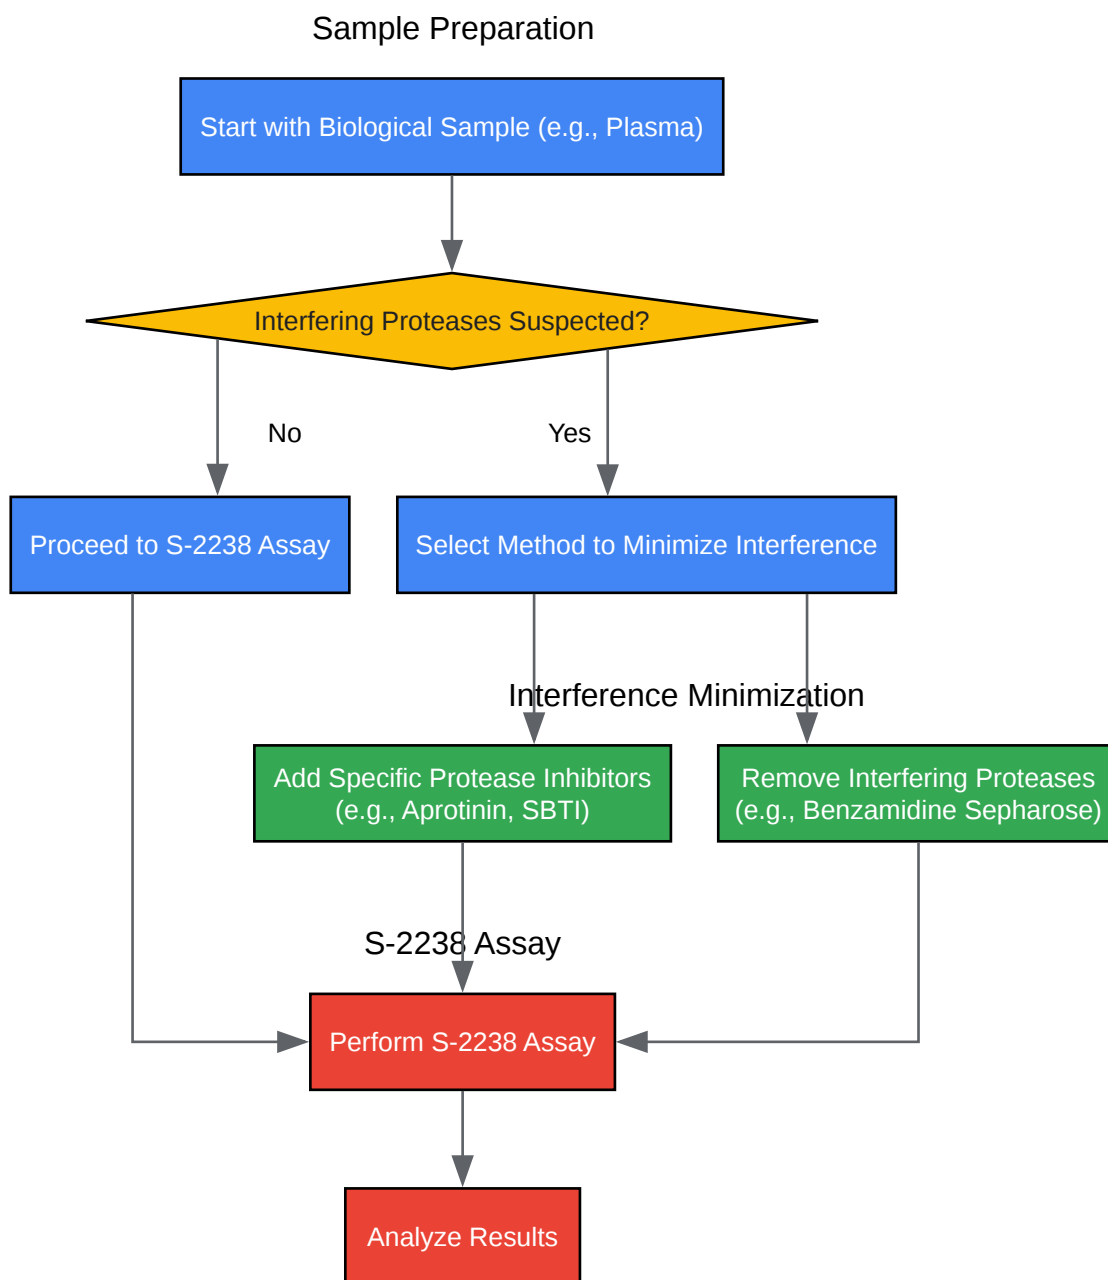 Sample Preparation
Start with Biological Sample (e.g., Plasma)
Interfering Proteases Suspected?
No
Yes
Proceed to S-2238 Assay
Select Method to Minimize Interference
Interference Minimization
Add Specific Protease Inhibitors
(e.g., Aprotinin, SBTI)
Remove Interfering Proteases
(e.g., Benzamidine Sepharose)
S-2238 Assay
Perform S-2238 Assay
Analyze Results